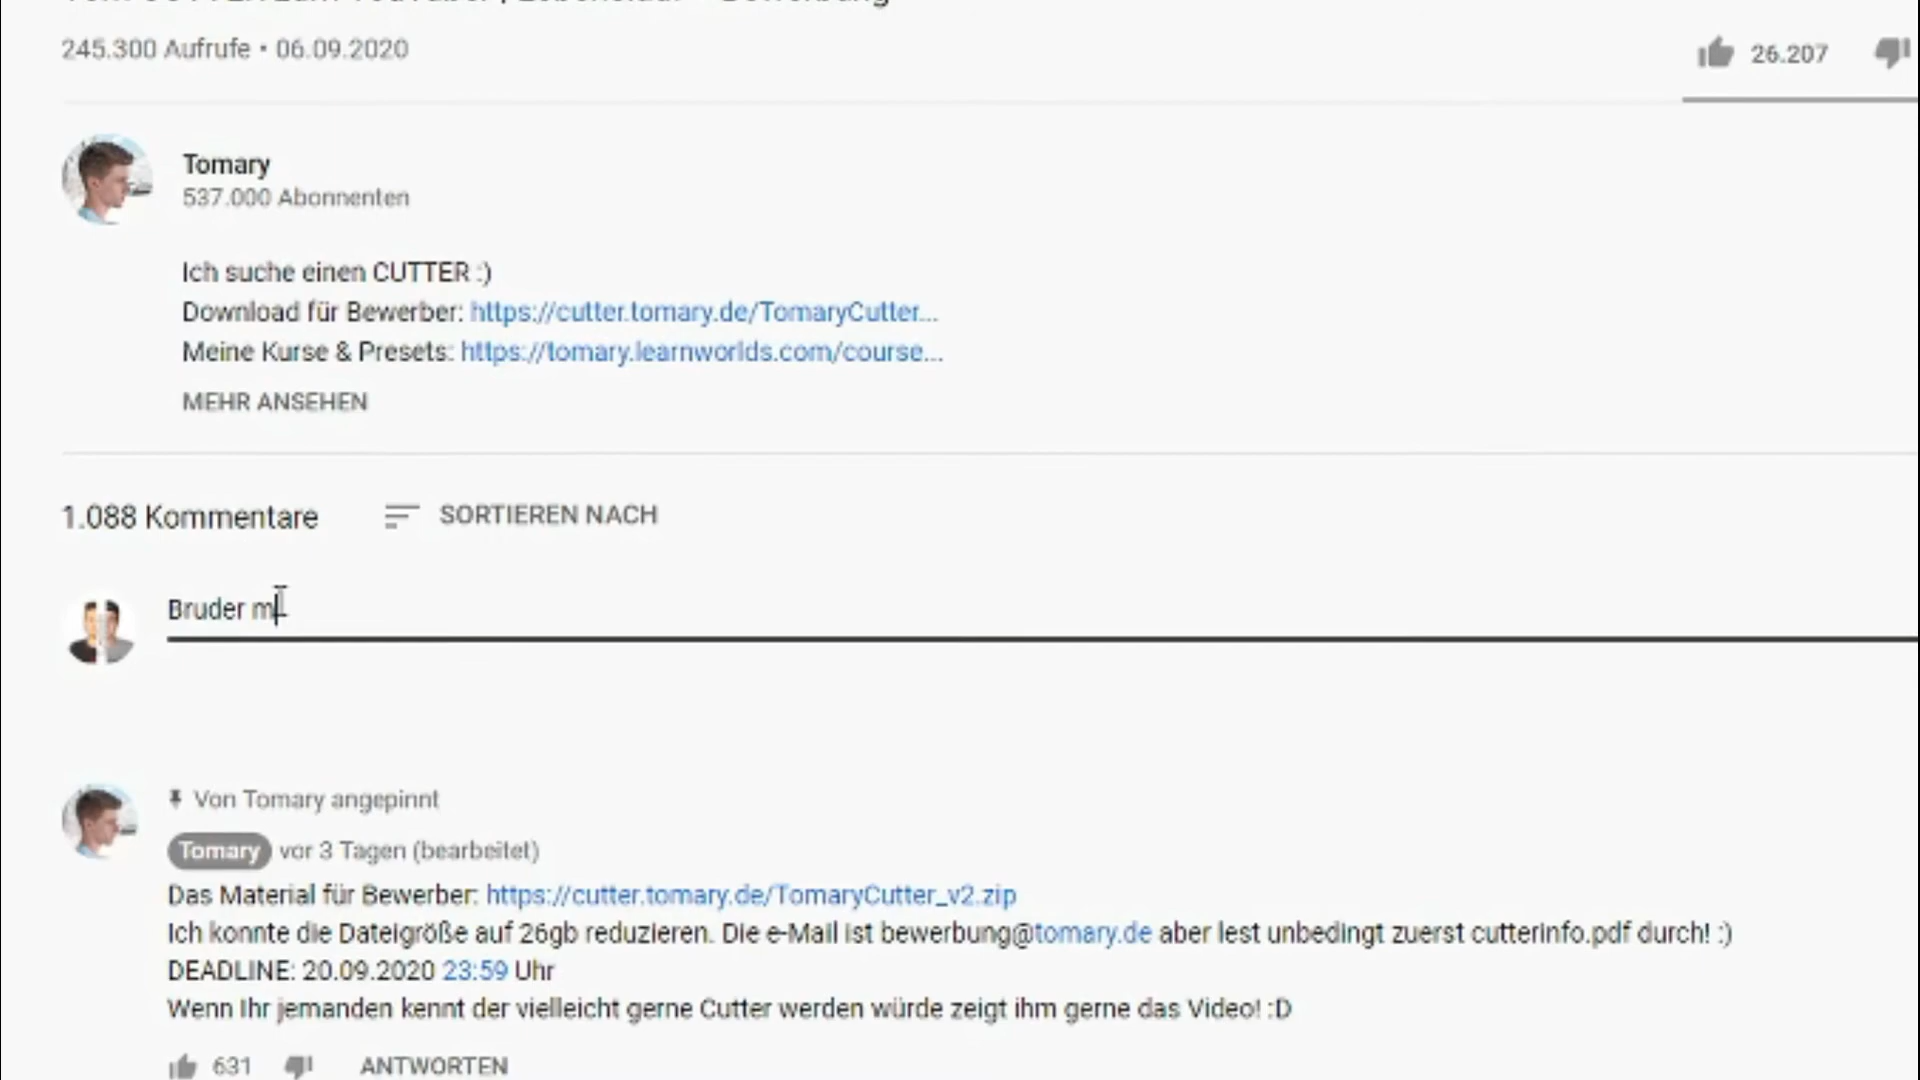 245.300 Aufrufe • 06.09.2020
26.207
Tomary
537.000 Abonnenten
Ich suche einen CUTTER :)
Download für Bewerber: https://cutter.tomary.de/TomaryCutter...
Meine Kurse & Presets: https://tomary.learnworlds.com/course...
MEHR ANSEHEN
1.088 Kommentare SORTIEREN NACH
Bruder m
Von Tomary angepinnt
Tomary vor 3 Tagen (bearbeitet)
Das Material für Bewerber: https://cutter.tomary.de/TomaryCutter_v2.zip
Ich konnte die Dateigröße auf 26gb reduzieren. Die e-Mail ist bewerbung@tomary.de aber lest unbedingt zuerst cutterinfo.pdf durch! :)
DEADLINE: 20.09.2020 23:59 Uhr
Wenn Ihr jemanden kennt der vielleicht gerne Cutter werden würde zeigt ihm gerne das Video! :D
631 ANTWORTEN